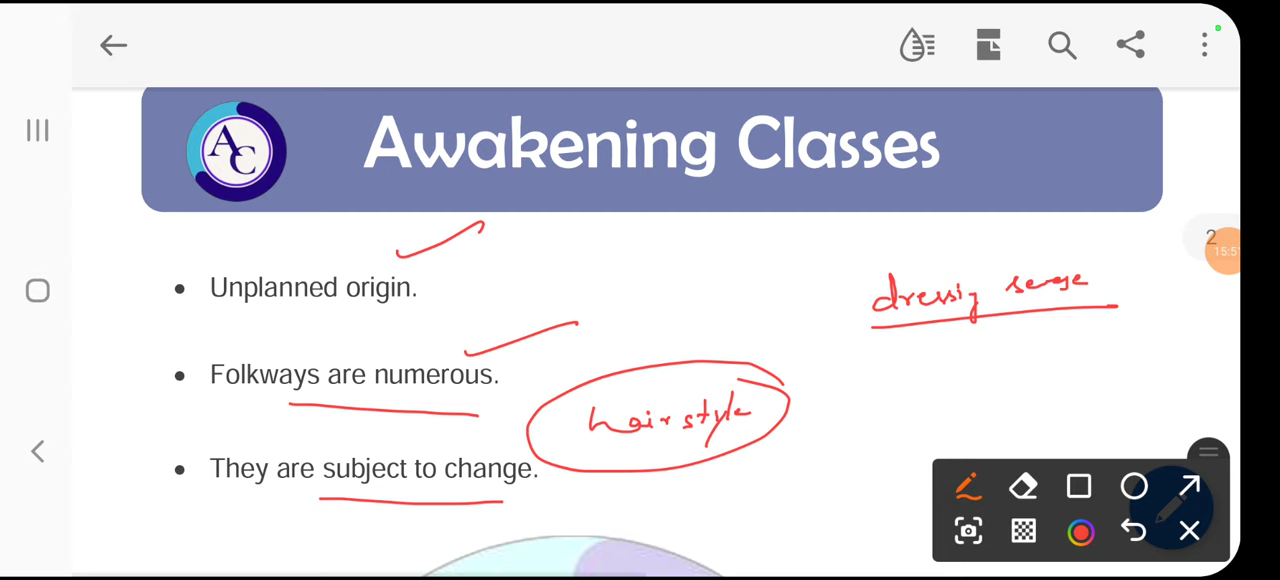 AC
Awakening Classes
2
15:5
• Unplanned origin.
dressing sense
• Folkways are numerous.
hairstyle
• They are subject to change.